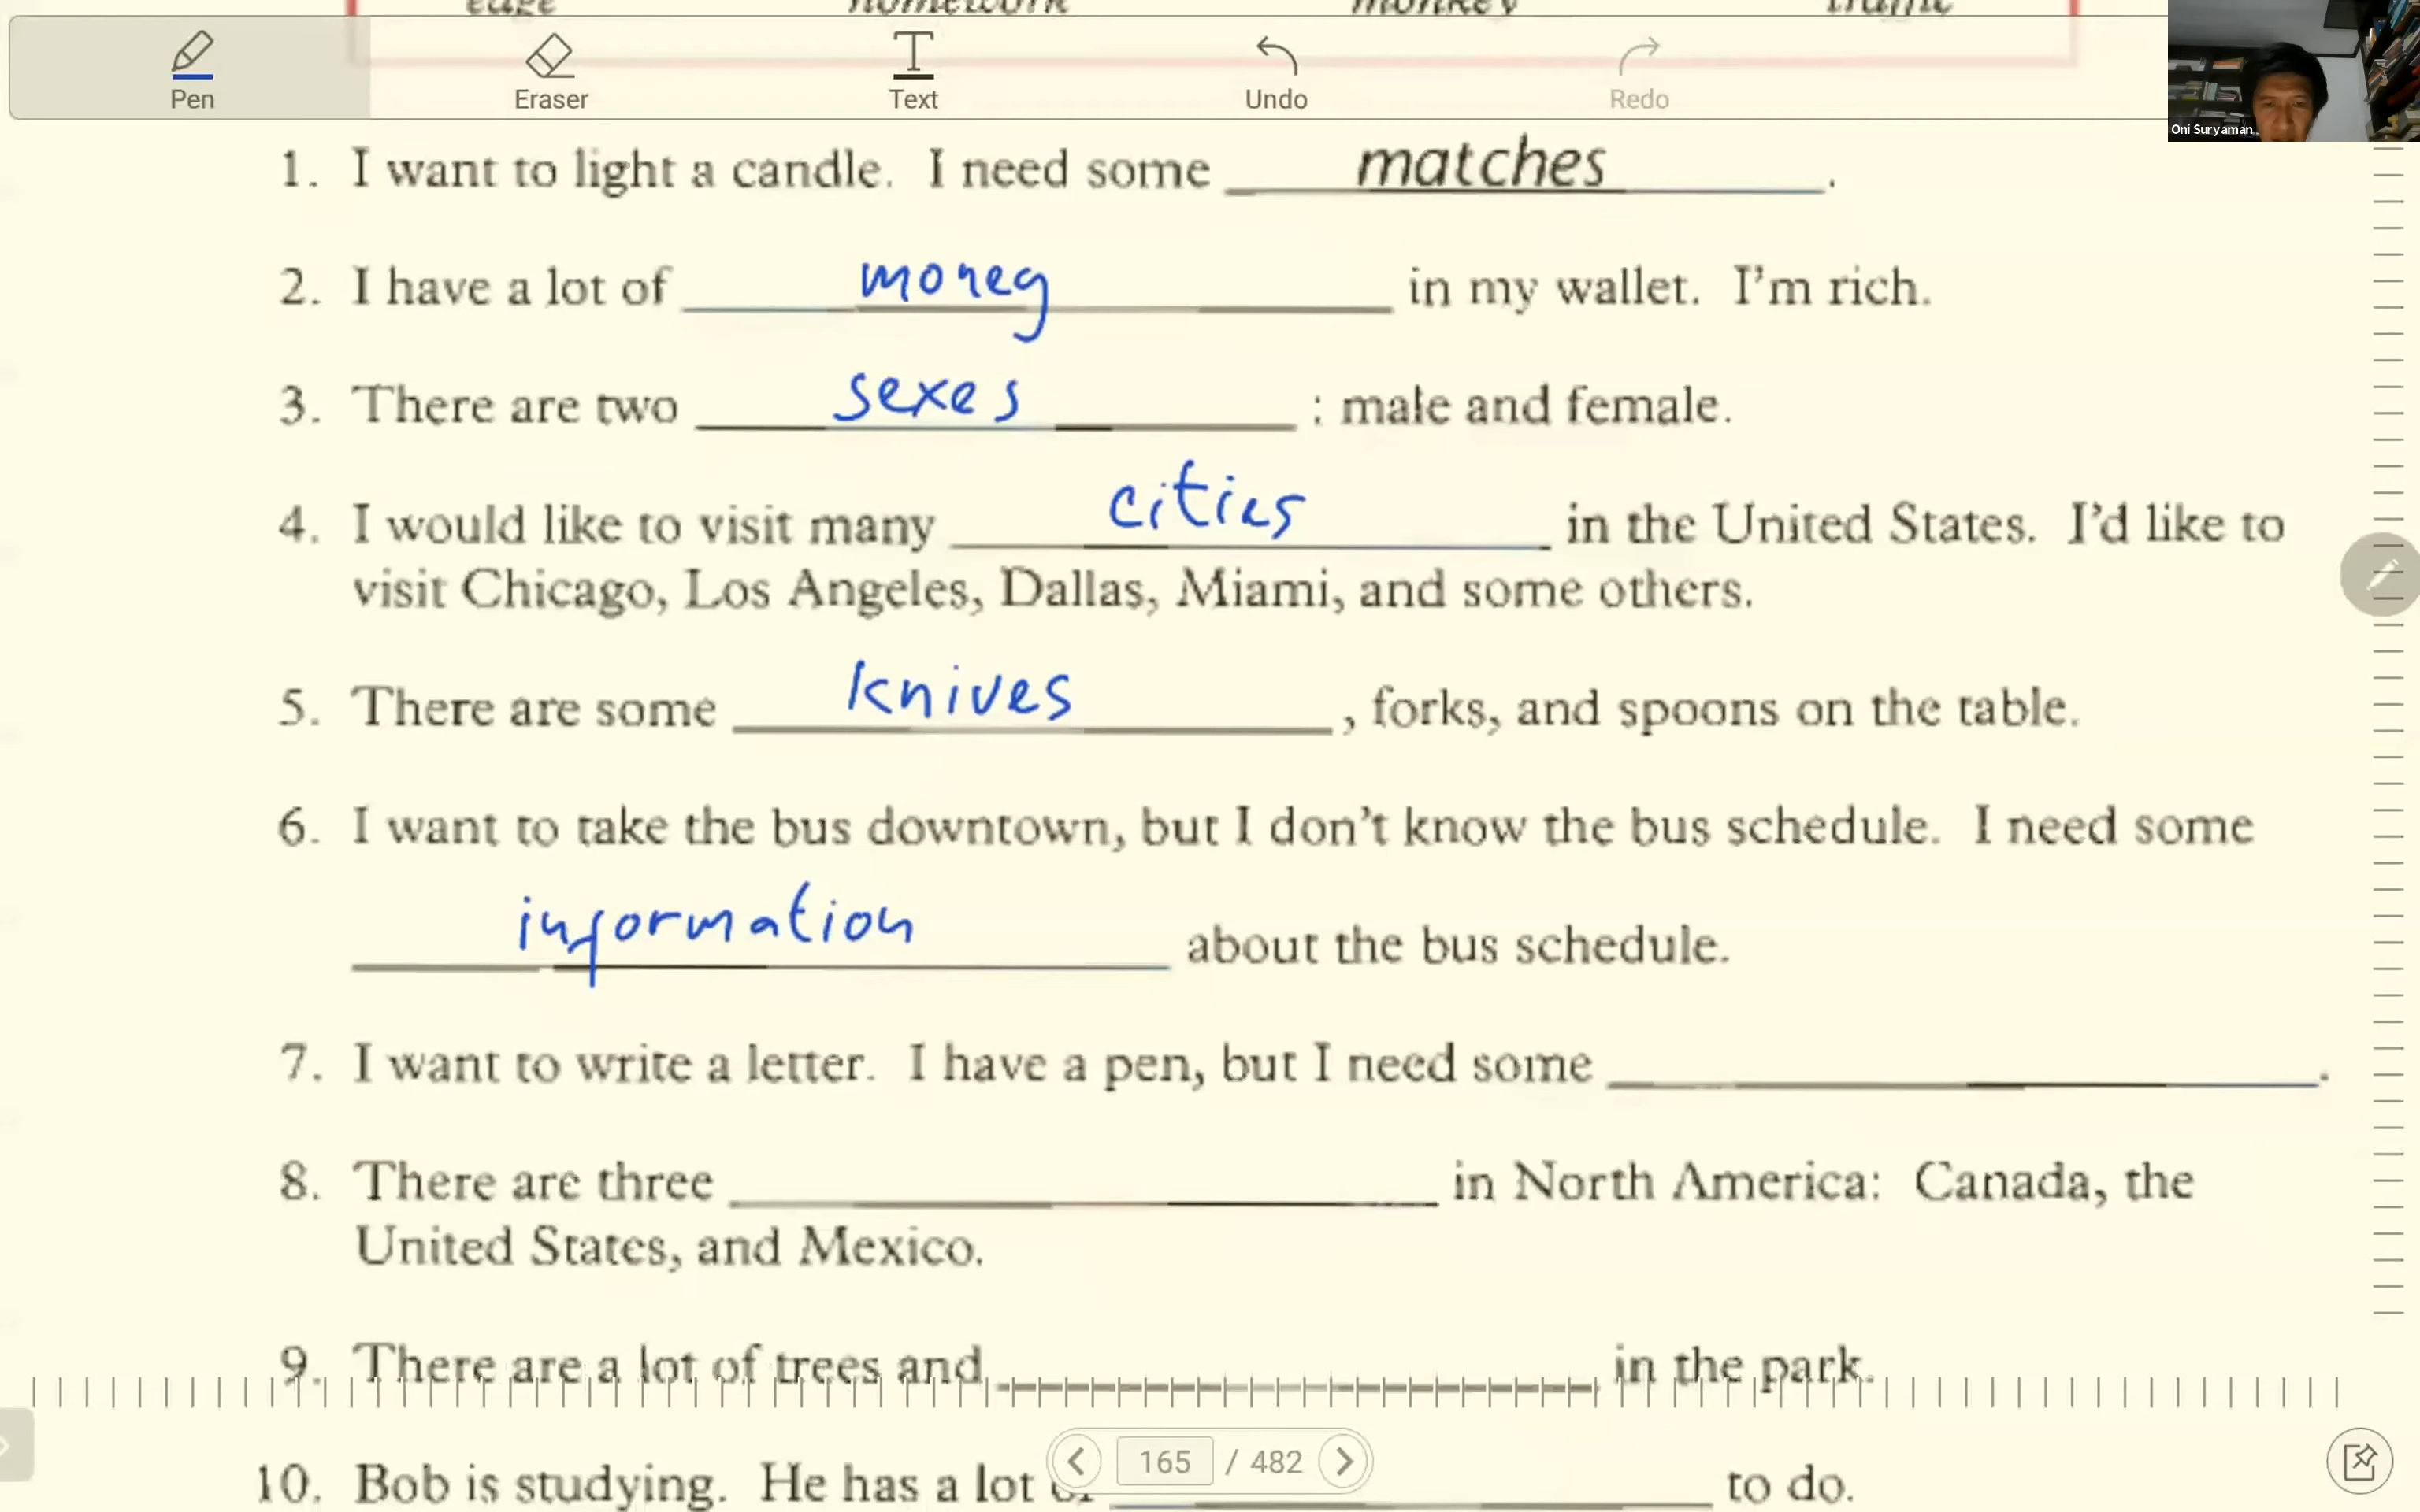 edge homework monkey traffic
Pen Eraser Text Undo Redo
Oni Suryaman
1. I want to light a candle. I need some matches.
2. I have a lot of money in my wallet. I'm rich.
3. There are two sexes : male and female.
4. I would like to visit many cities in the United States. I'd like to
visit Chicago, Los Angeles, Dallas, Miami, and some others.
5. There are some knives, forks, and spoons on the table.
6. I want to take the bus downtown, but I don't know the bus schedule. I need some
information about the bus schedule.
7. I want to write a letter. I have a pen, but I need some .
8. There are three in North America: Canada, the
United States, and Mexico.
9. There are a lot of trees and in the park.
165 / 482
10. Bob is studying. He has a lot of to do.